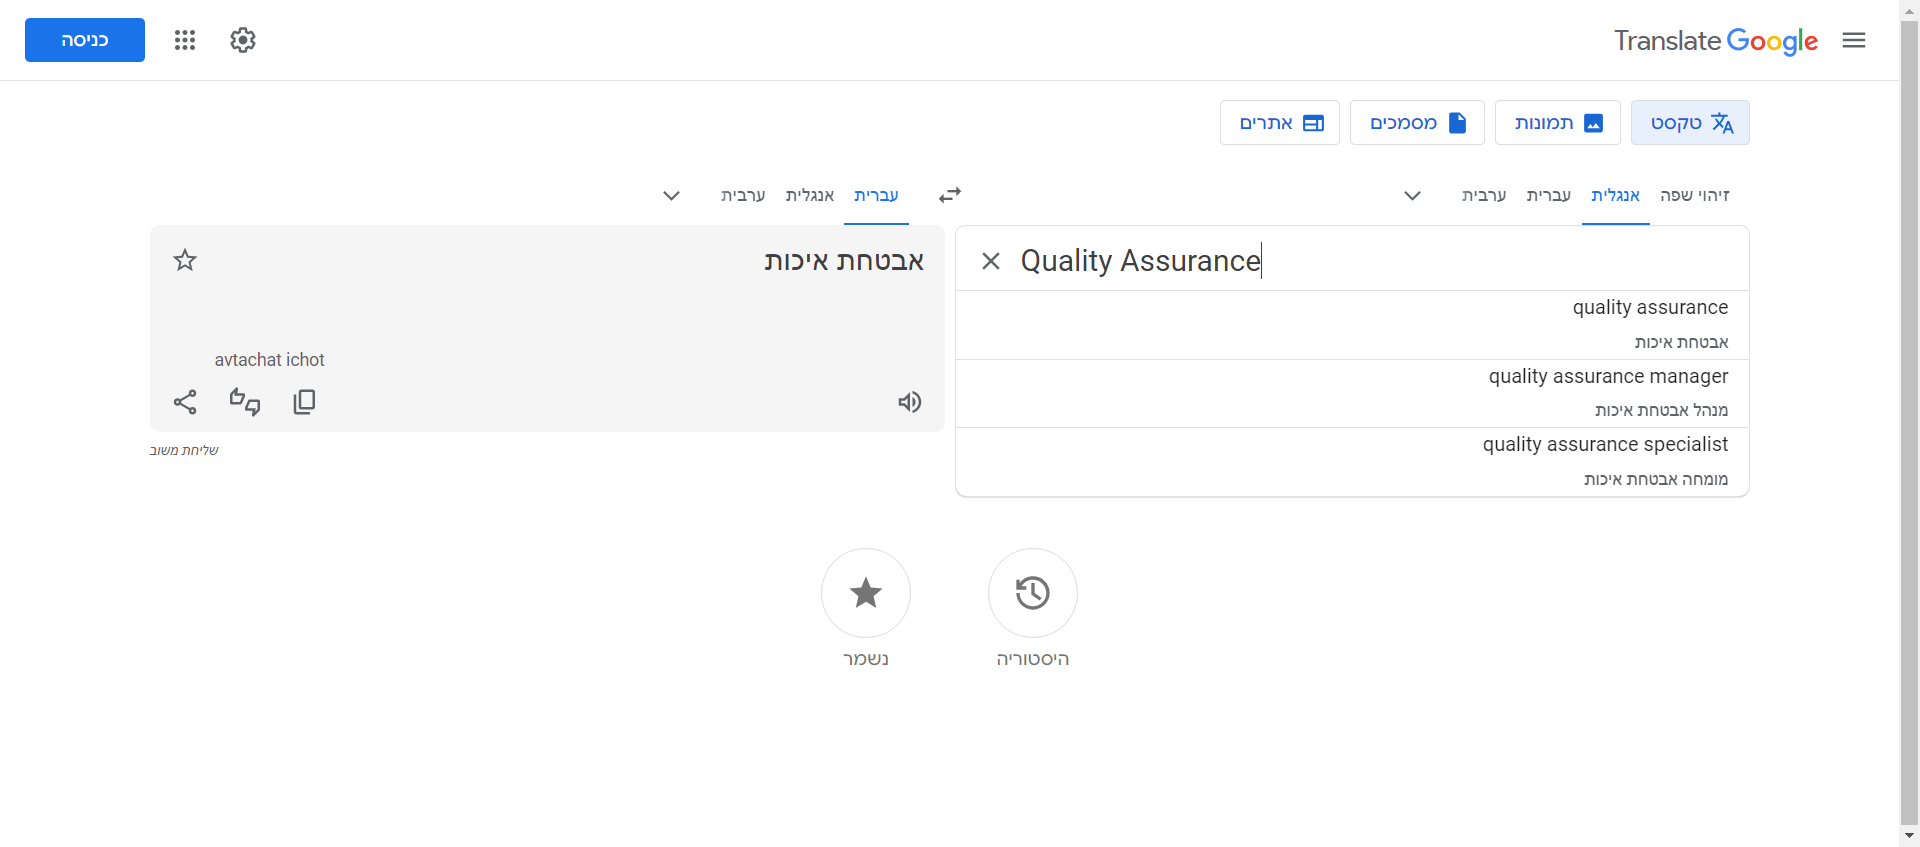 Google Translate
כניסה
טקסט
תמונות
מסמכים
אתרים
זיהוי שפה
אנגלית
עברית
ערבית
עברית
אנגלית
ערבית
Quality Assurance
quality assurance
אבטחת איכות
quality assurance manager
מנהל אבטחת איכות
quality assurance specialist
מומחה אבטחת איכות
אבטחת איכות
avtachat ichot
שליחת משוב
היסטוריה
נשמר